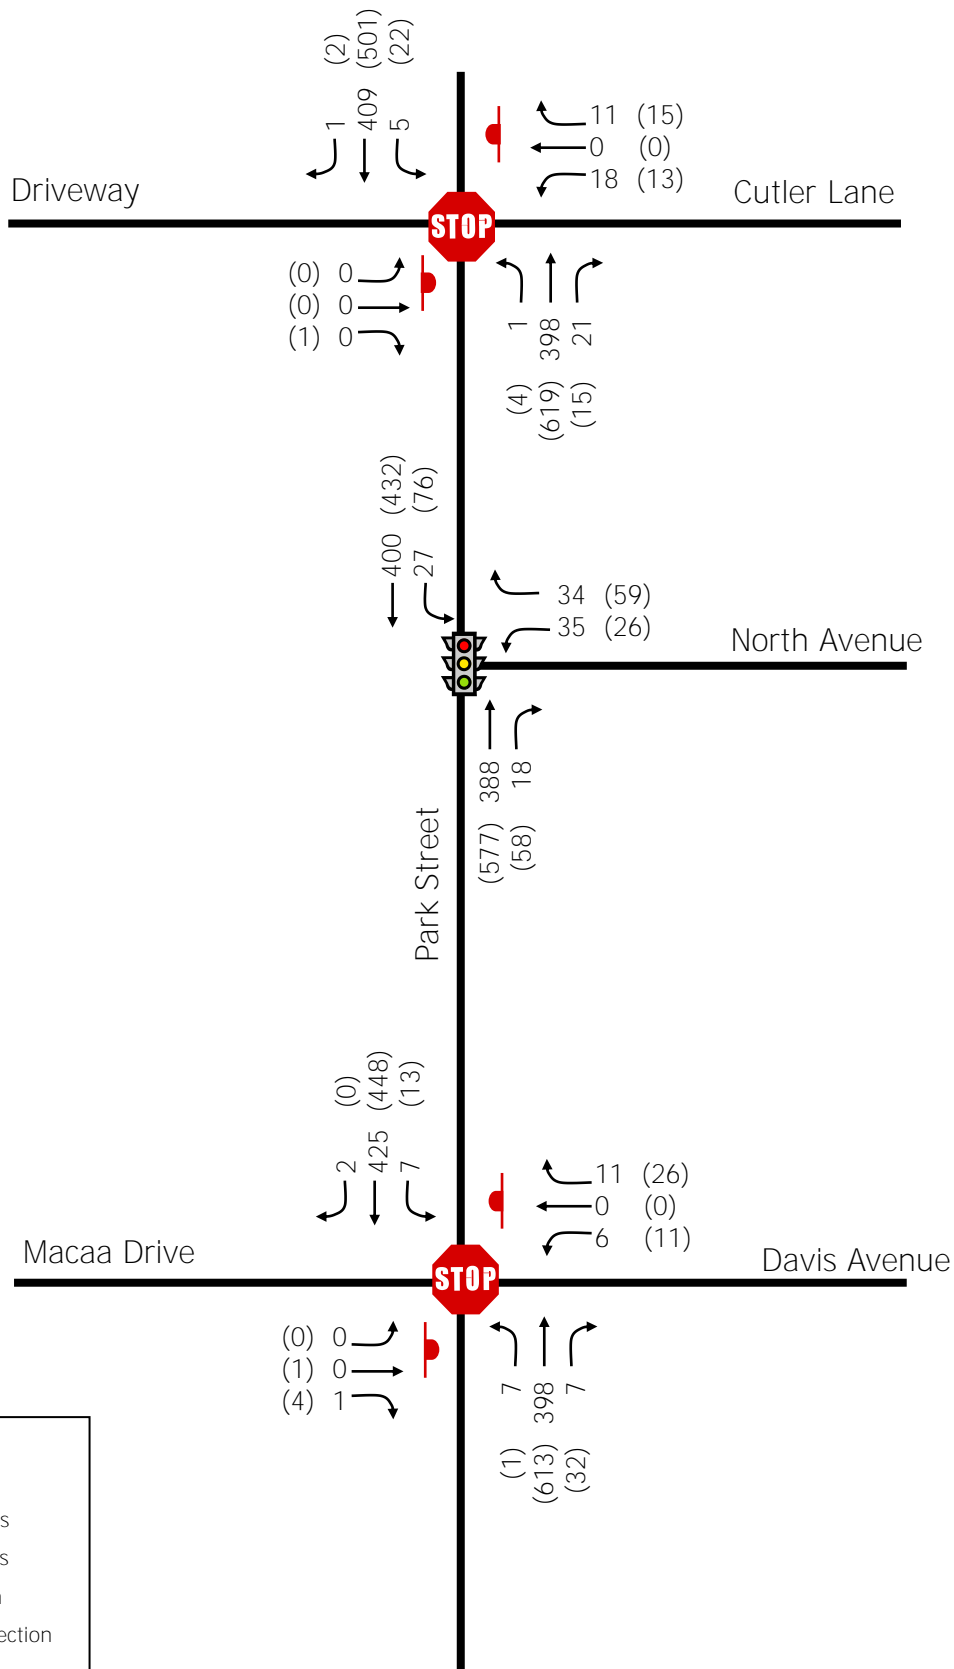 (2) (501) (22)
1 409 5
11 (15)
0 (0)
18 (13)
Driveway
Cutler Lane
STOP
(0) 0
(0) 0
(1) 0
1 398 21
(4) (619) (15)
(432) (76)
400 27
34 (59)
35 (26)
North Avenue
388 18
(577) (58)
Park Street
(0) (448) (13)
2 425 7
11 (26)
0 (0)
6 (11)
Macaa Drive
Davis Avenue
STOP
(0) 0
(1) 0
(4) 1
7 398 7
(1) (613) (32)